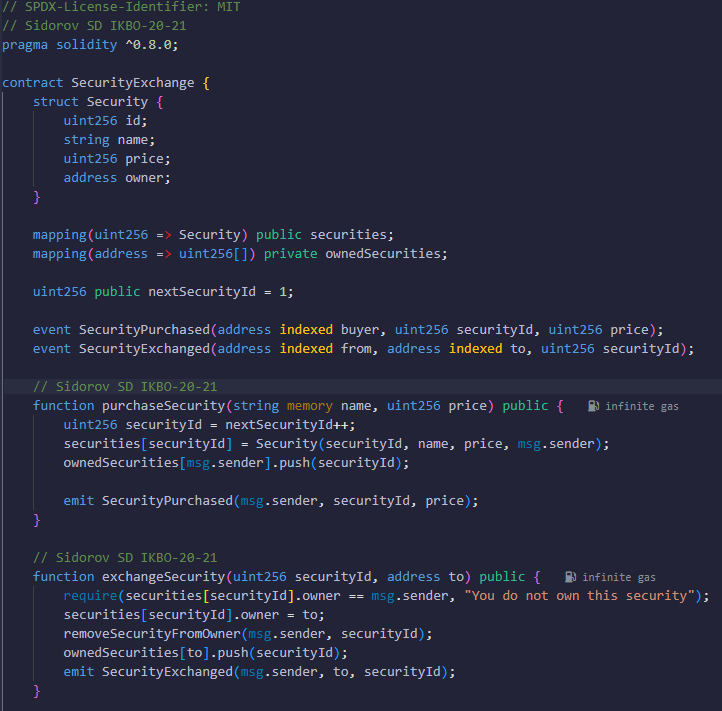 // SPDX-License-Identifier: MIT
// Sidorov SD IKBO-20-21
pragma solidity ^0.8.0;

contract SecurityExchange {
    struct Security {
        uint256 id;
        string name;
        uint256 price;
        address owner;
    }

    mapping(uint256 => Security) public securities;
    mapping(address => uint256[]) private ownedSecurities;

    uint256 public nextSecurityId = 1;

    event SecurityPurchased(address indexed buyer, uint256 securityId, uint256 price);
    event SecurityExchanged(address indexed from, address indexed to, uint256 securityId);

    // Sidorov SD IKBO-20-21
    function purchaseSecurity(string memory name, uint256 price) public {    infinite gas
        uint256 securityId = nextSecurityId++;
        securities[securityId] = Security(securityId, name, price, msg.sender);
        ownedSecurities[msg.sender].push(securityId);

        emit SecurityPurchased(msg.sender, securityId, price);
    }

    // Sidorov SD IKBO-20-21
    function exchangeSecurity(uint256 securityId, address to) public {    infinite gas
        require(securities[securityId].owner == msg.sender, "You do not own this security");
        securities[securityId].owner = to;
        removeSecurityFromOwner(msg.sender, securityId);
        ownedSecurities[to].push(securityId);
        emit SecurityExchanged(msg.sender, to, securityId);
    }